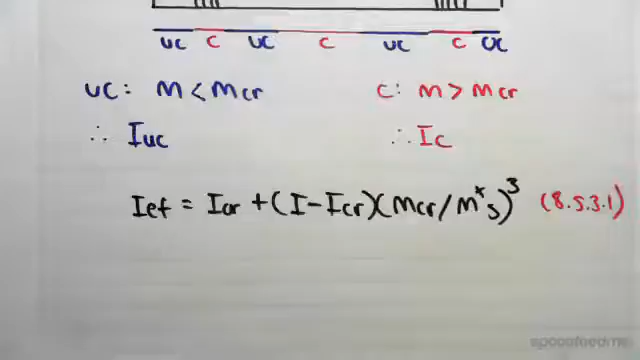 uc c uc c uc c uc
uc: M < Mcr c: M > Mcr
∴ Iuc ∴ Ic
Ief = Icr + (I - Icr)(Mcr/M*s)³ (8.5.3.1)
spoonfeedme